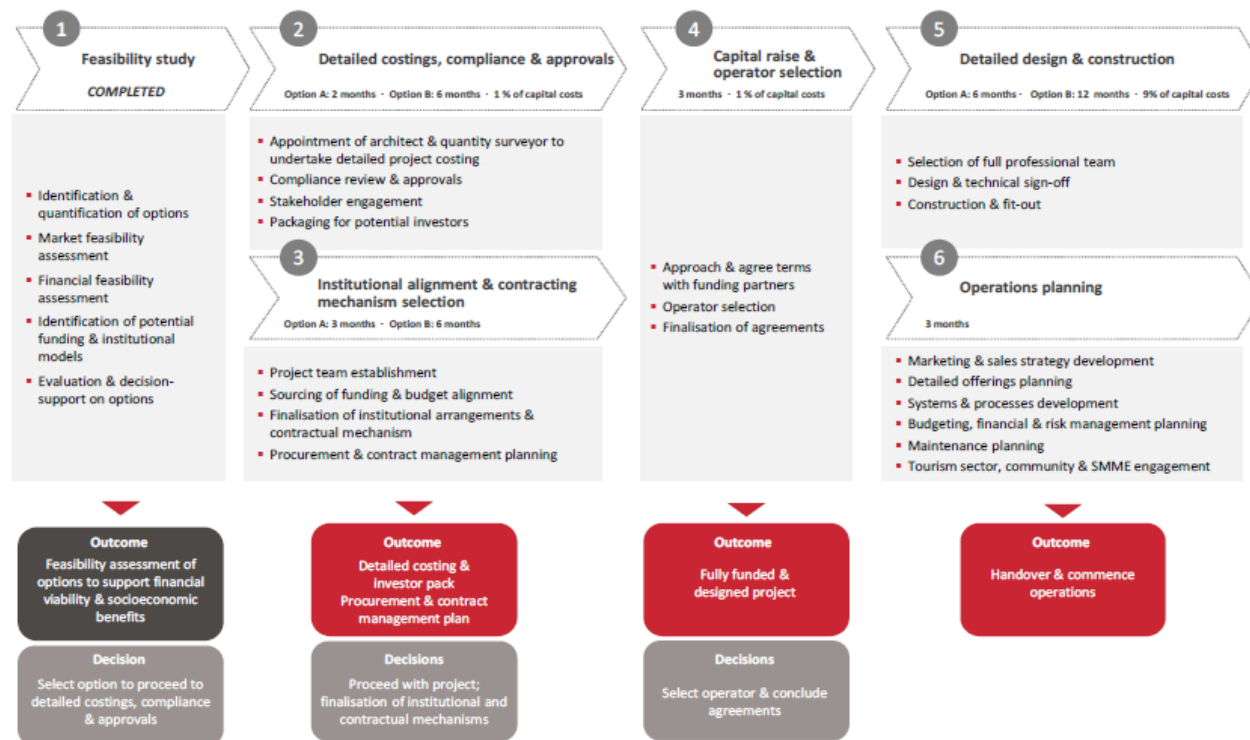 1
Feasibility study
COMPLETED
▪ Identification &
quantification of options
▪ Market feasibility
assessment
▪ Financial feasibility
assessment
▪ Identification of potential
funding & institutional
models
▪ Evaluation & decision-
support on options
Outcome
Feasibility assessment of
options to support financial
viability & socioeconomic
benefits
Decision
Select option to proceed to
detailed costings, compliance
& approvals
2
Detailed costings, compliance & approvals
Option A: 2 months - Option B: 6 months - 1 % of capital costs
▪ Appointment of architect & quantity surveyor to
undertake detailed project costing
▪ Compliance review & approvals
▪ Stakeholder engagement
▪ Packaging for potential investors
3
Institutional alignment & contracting
mechanism selection
Option A: 3 months - Option B: 6 months
▪ Project team establishment
▪ Sourcing of funding & budget alignment
▪ Finalisation of institutional arrangements &
contractual mechanism
▪ Procurement & contract management planning
Outcome
Detailed costing &
investor pack
Procurement & contract
management plan
Decisions
Proceed with project;
finalisation of institutional and
contractual mechanisms
4
Capital raise &
operator selection
3 months - 1 % of capital costs
▪ Approach & agree terms
with funding partners
▪ Operator selection
▪ Finalisation of agreements
Outcome
Fully funded &
designed project
Decisions
Select operator & conclude
agreements
5
Detailed design & construction
Option A: 6 months - Option B: 12 months - 9% of capital costs
▪ Selection of full professional team
▪ Design & technical sign-off
▪ Construction & fit-out
6
Operations planning
3 months
▪ Marketing & sales strategy development
▪ Detailed offerings planning
▪ Systems & processes development
▪ Budgeting, financial & risk management planning
▪ Maintenance planning
▪ Tourism sector, community & SMME engagement
Outcome
Handover & commence
operations